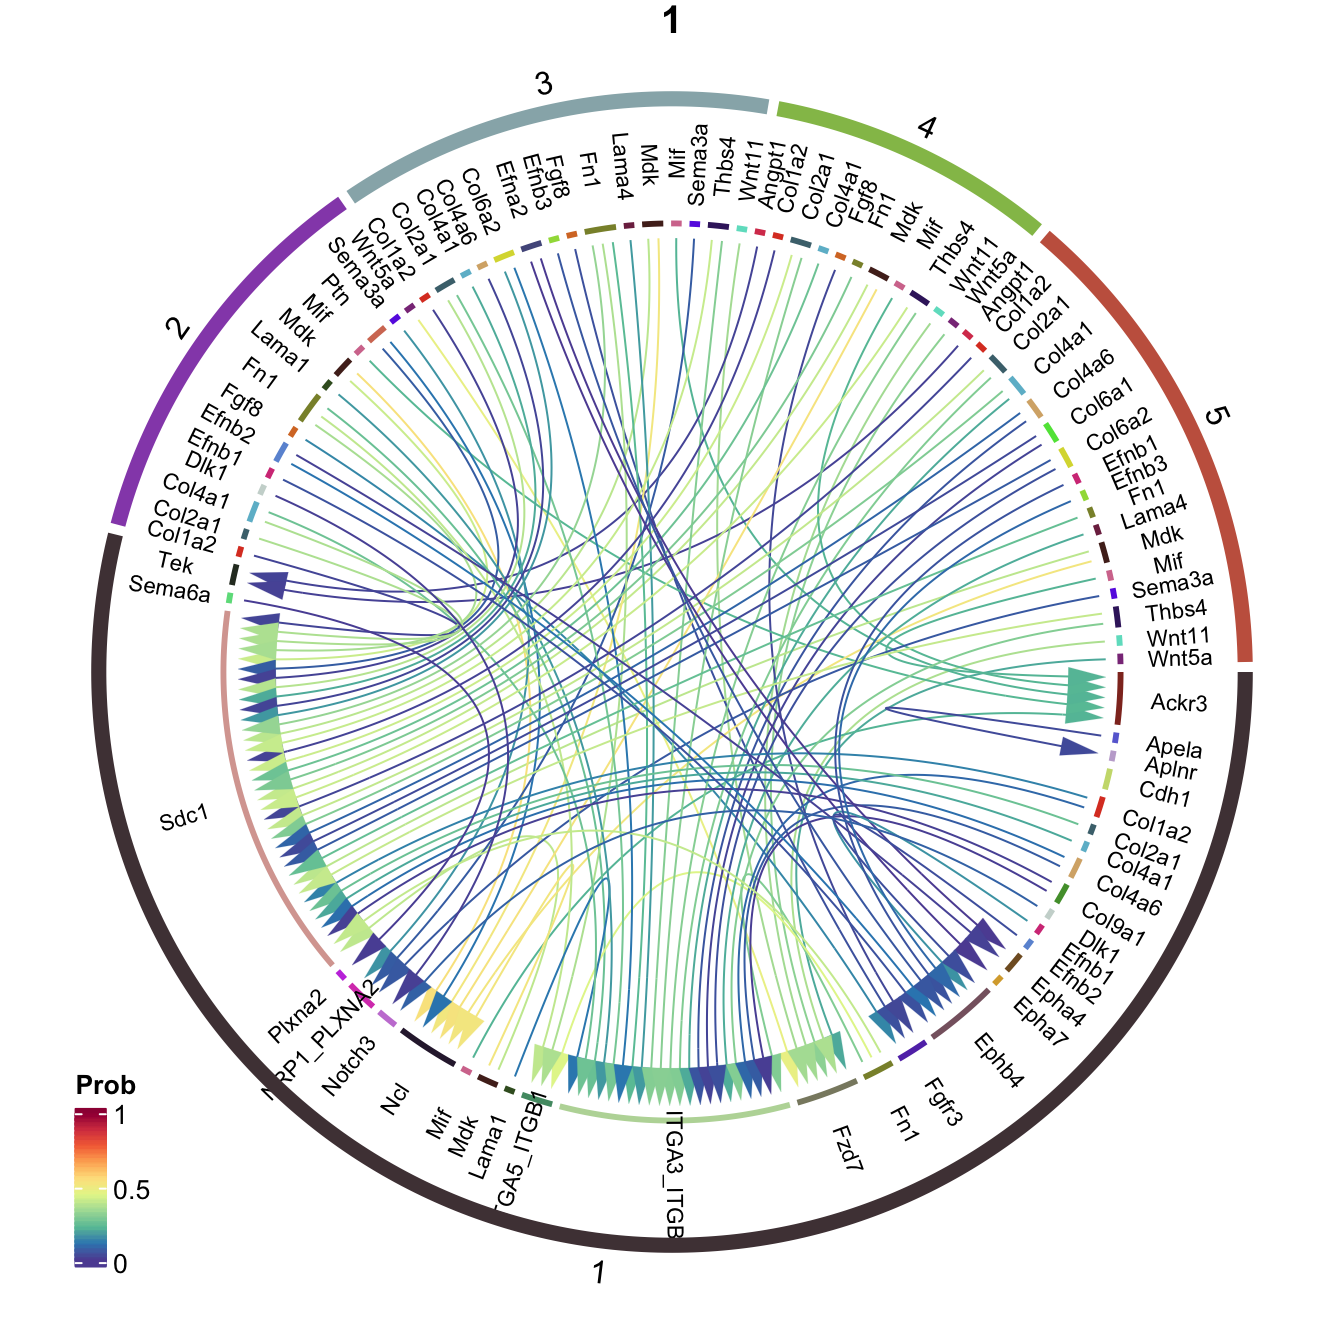 1
3
Col1a2
Col2a1
Col4a1
Col4a6
Col6a2
Efna2
Efnb3
Fgf8
Fn1
Lama4
Mdk
Mif
Sema3a
Thbs4
Wnt11
4
Angpt1
Col1a2
Col2a1
Col4a1
Fgf8
Fn1
Mdk
Mif
Thbs4
Wnt11
Wnt5a
5
Angpt1
Col1a2
Col2a1
Col4a1
Col4a6
Col6a1
Col6a2
Efnb1
Efnb3
Fn1
Lama4
Mdk
Mif
Sema3a
Thbs4
Wnt11
Wnt5a
Ackr3
Apela
Aplnr
Cdh1
Col1a2
Col2a1
Col4a1
Col4a6
Col9a1
Dlk1
Efnb1
Efnb2
Epha4
Epha7
Ephb4
Fgfr3
Fn1
Fzd7
ITGA3_ITGB
GA5_ITGB1
Lama1
Mdk
Mif
Ncl
Notch3
RP1_PLXNA2
Plxna2
Sdc1
Sema6a
Tek
1
2
Col1a2
Col2a1
Col4a1
Dlk1
Efnb1
Efnb2
Fgf8
Fn1
Lama1
Mdk
Mif
Ptn
Sema3a
Wnt5a
Prob
1
0.5
0